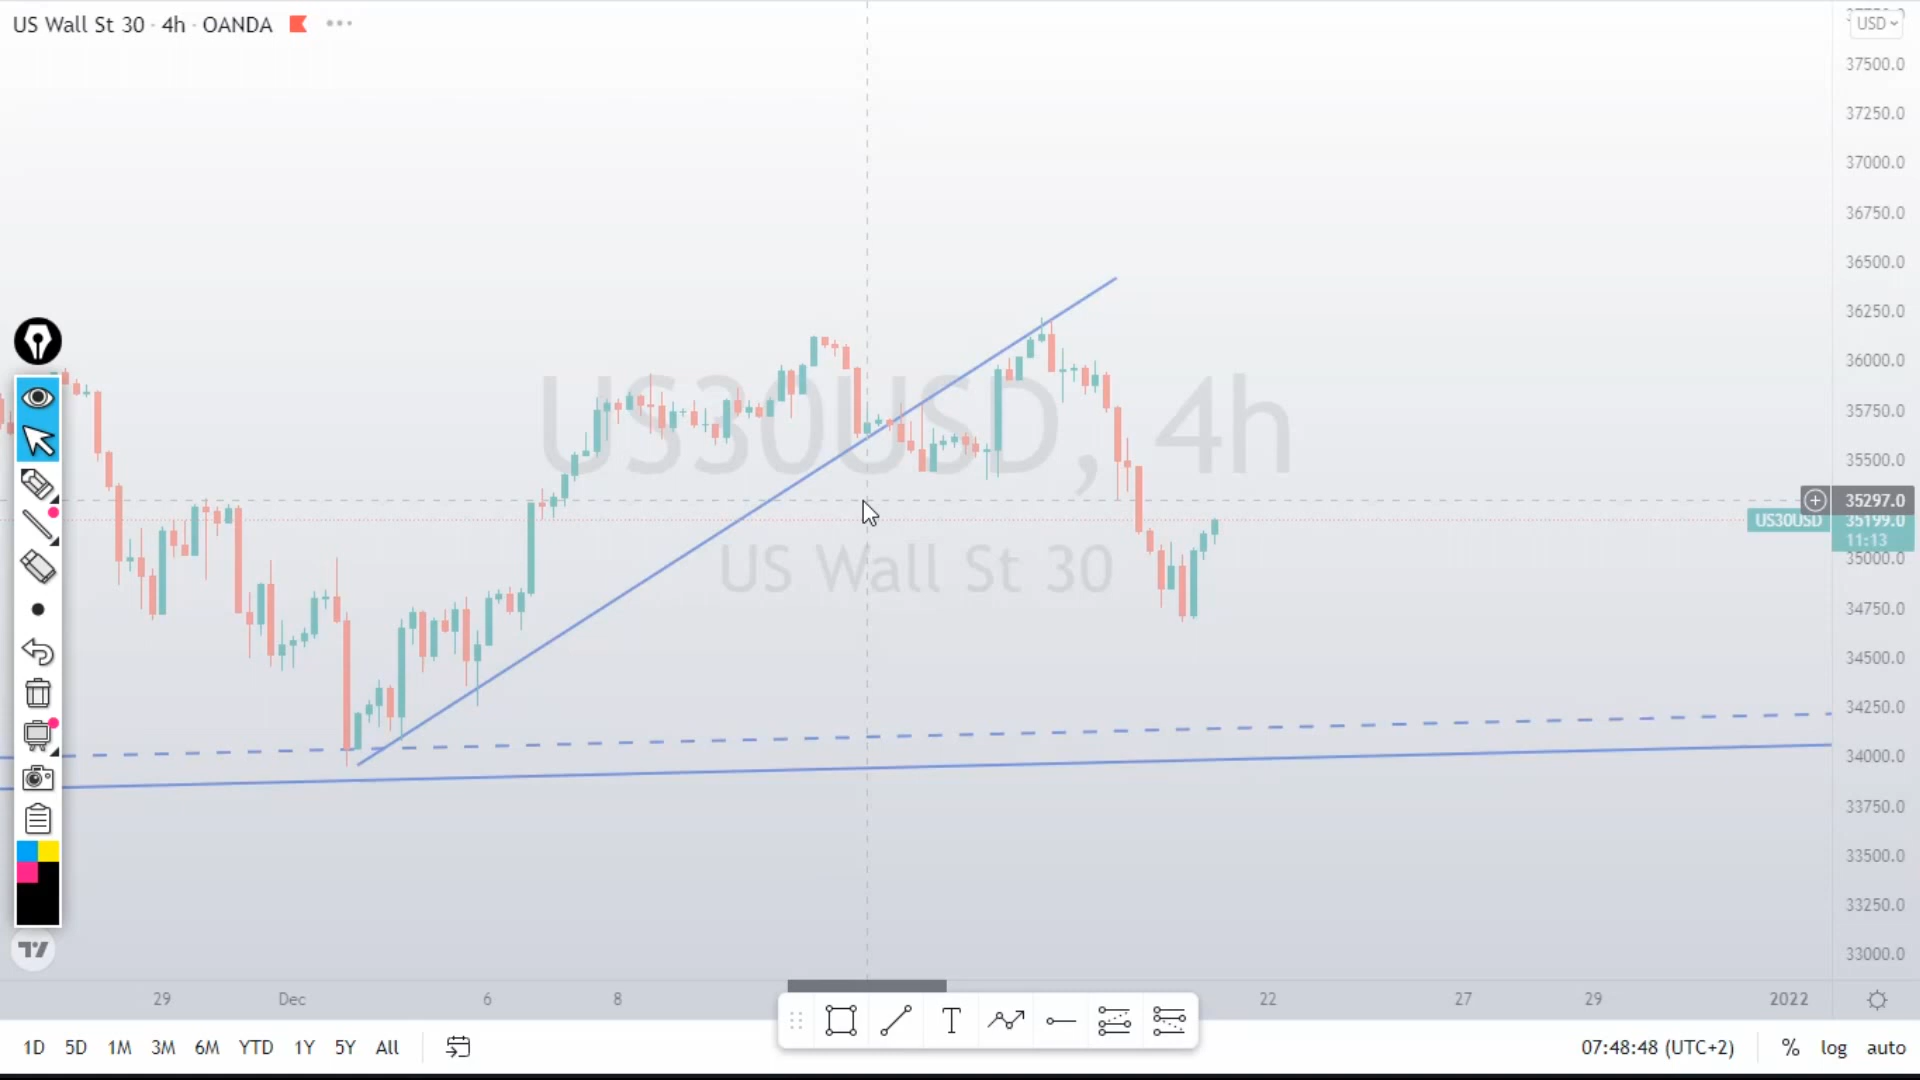 US Wall St 30 · 4h · OANDA
USD
37500.0
37250.0
37000.0
36750.0
36500.0
36250.0
36000.0
35750.0
35500.0
35297.0
US30USD 35199.0
11:13
35000.0
34750.0
34500.0
34250.0
34000.0
33750.0
33500.0
33250.0
33000.0
US30USD, 4h
US Wall St 30
29 Dec 6 8 22 27 29 2022
T
1D 5D 1M 3M 6M YTD 1Y 5Y All 07:48:48 (UTC+2) % log auto